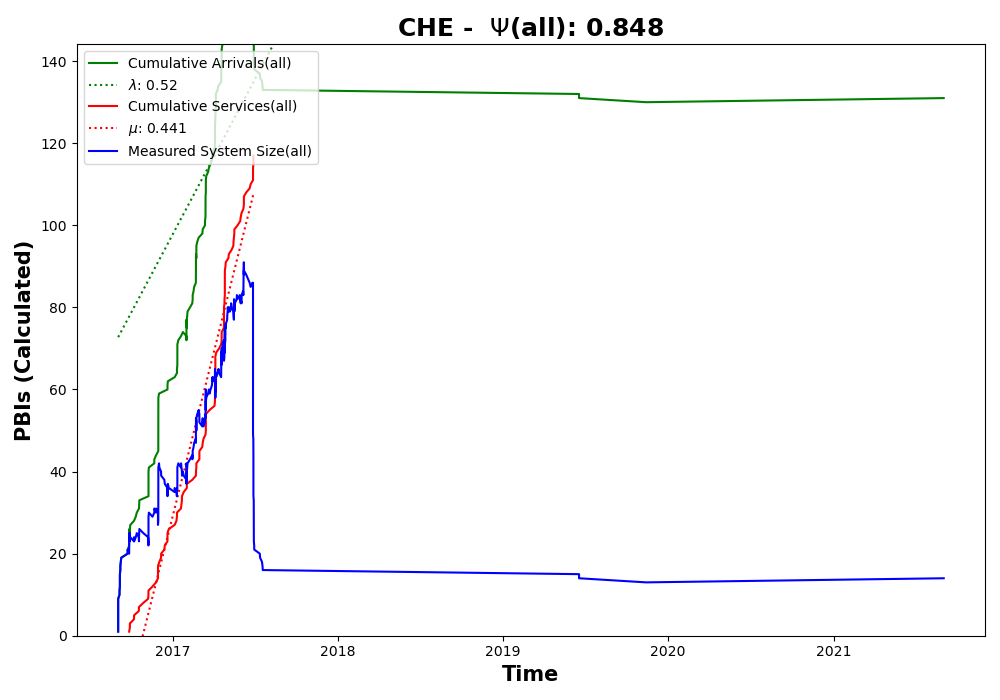 CHE - Ψ(all): 0.848
Cumulative Arrivals(all)
λ: 0.52
Cumulative Services(all)
μ: 0.441
Measured System Size(all)
PBIs (Calculated)
140
120
100
80
60
40
20
0
2017 2018 2019 2020 2021
Time